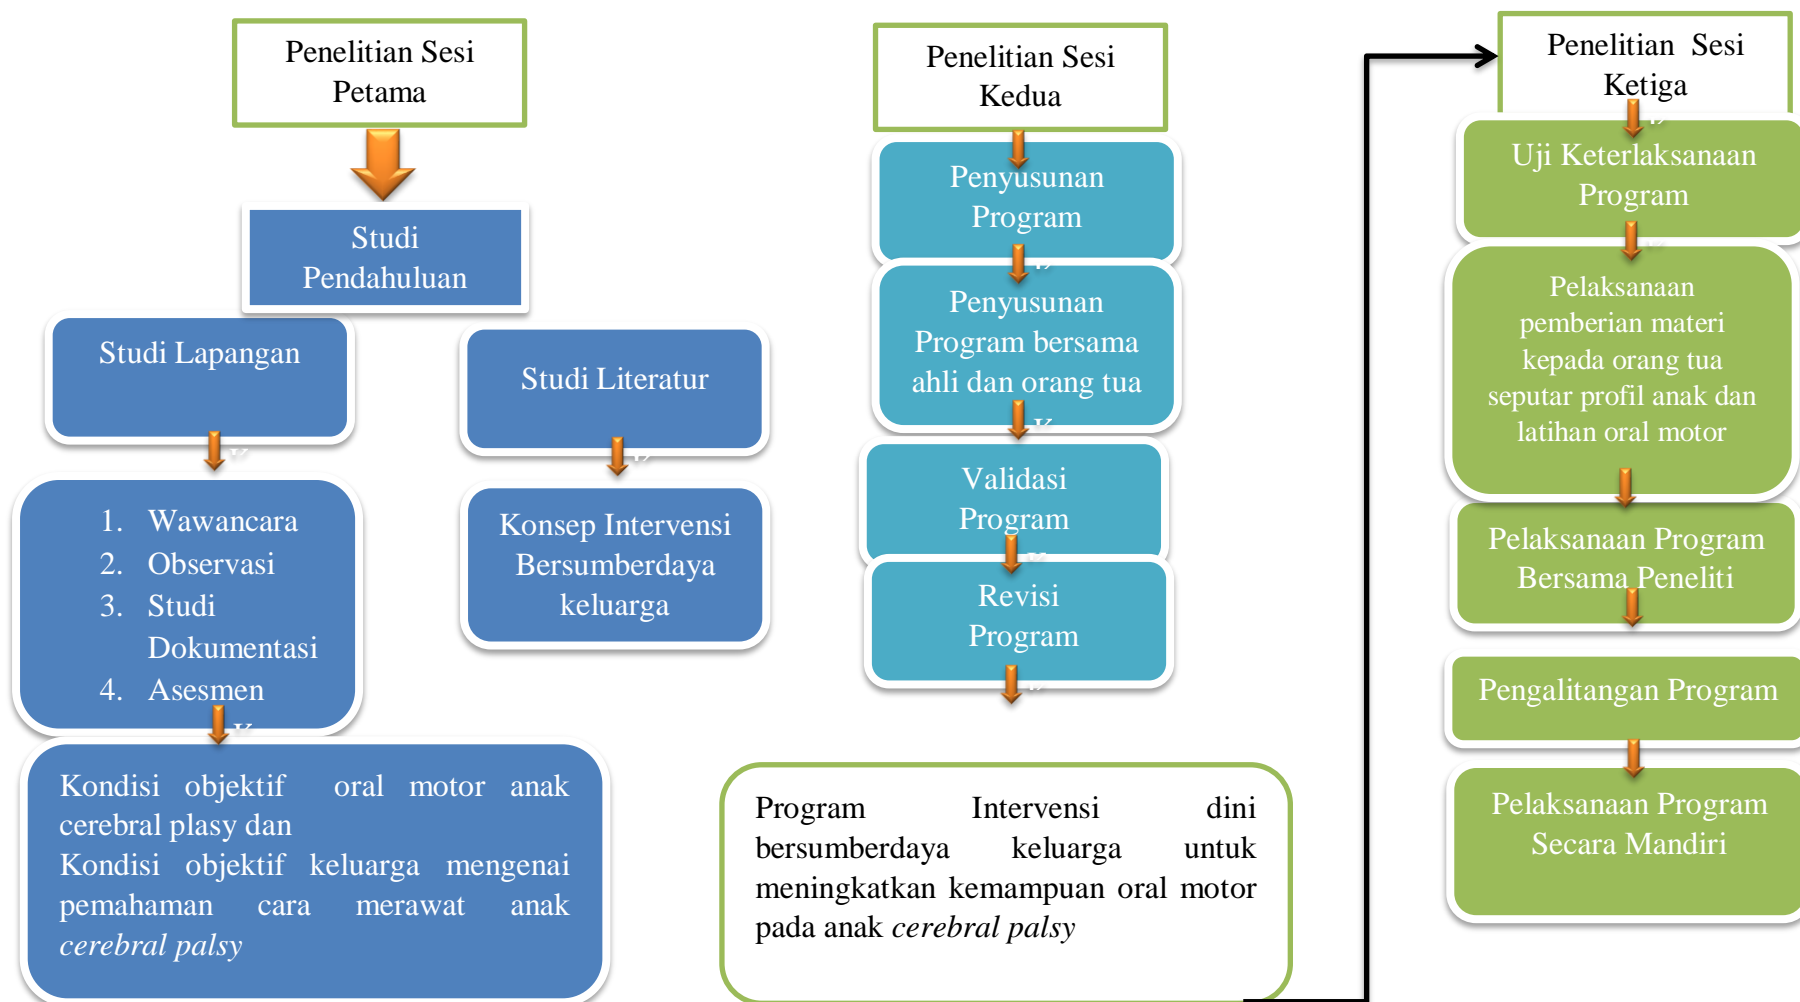 Penelitian Sesi
Petama
Studi
Pendahuluan
Studi Lapangan
Studi Literatur
1. Wawancara
2. Observasi
3. Studi
Dokumentasi
4. Asesmen
Konsep Intervensi
Bersumberdaya
keluarga
Kondisi objektif oral motor anak
cerebral plasy dan
Kondisi objektif keluarga mengenai
pemahaman cara merawat anak
cerebral palsy
Penelitian Sesi
Kedua
Penyusunan
Program
Penyusunan
Program bersama
ahli dan orang tua
Validasi
Program
Revisi
Program
Program Intervensi dini
bersumberdaya keluarga untuk
meningkatkan kemampuan oral motor
pada anak cerebral palsy
Penelitian Sesi
Ketiga
Uji Keterlaksanaan
Program
Pelaksanaan
pemberian materi
kepada orang tua
seputar profil anak dan
latihan oral motor
Pelaksanaan Program
Bersama Peneliti
Pengalitangan Program
Pelaksanaan Program
Secara Mandiri